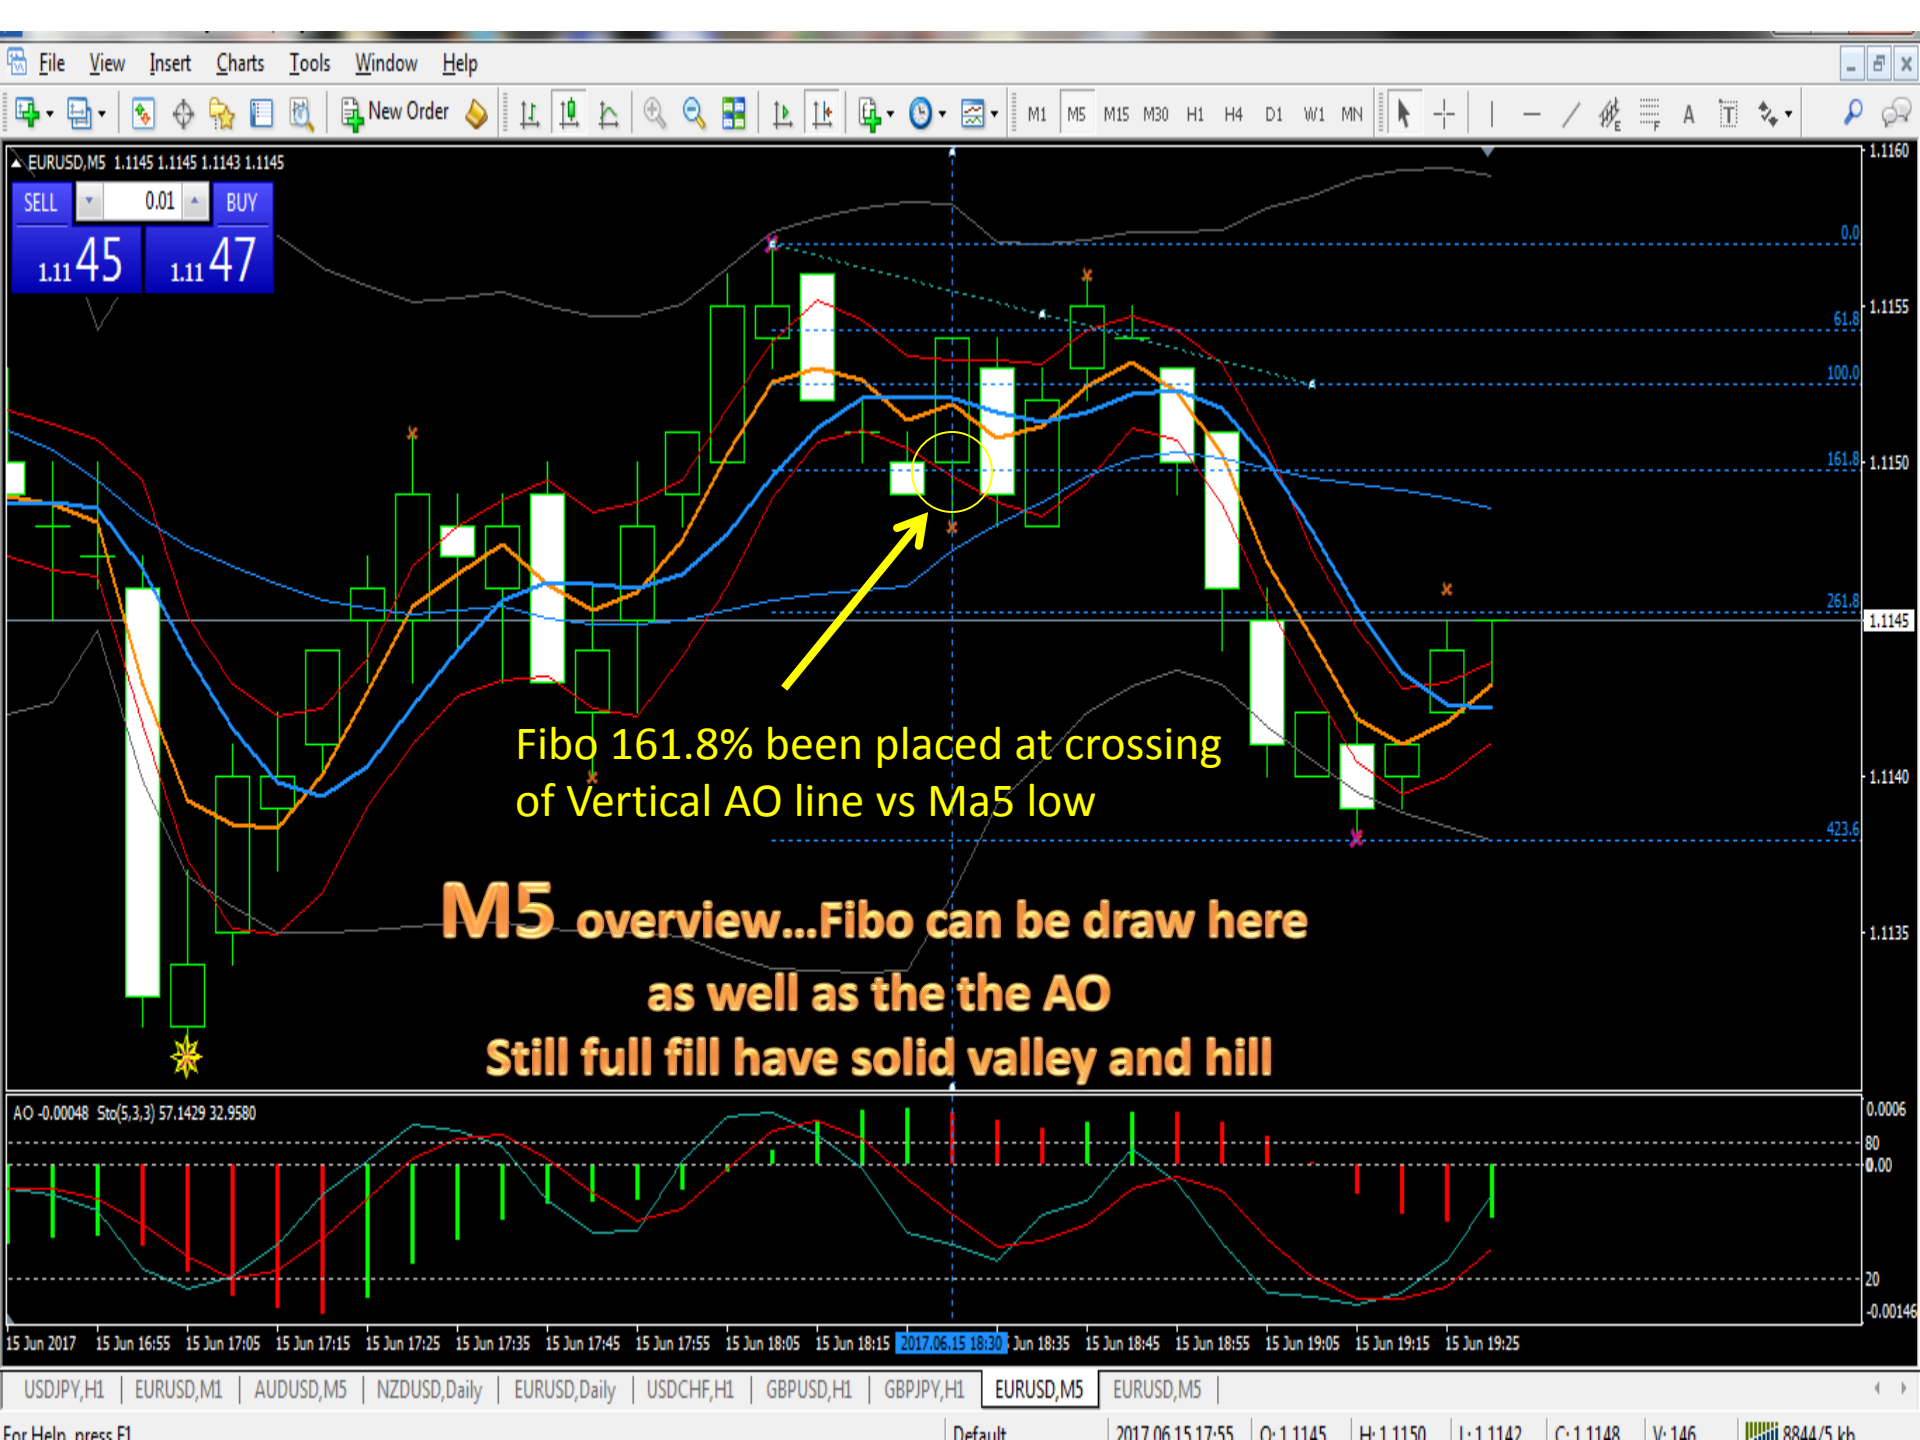 File View Insert Charts Tools Window Help
New Order M1 M5 M15 M30 H1 H4 D1 W1 MN
EURUSD,M5 1.1145 1.1145 1.1143 1.1145
SELL 0.01 BUY
1.11 45 1.11 47
1.1160
0.0
1.1155
61.8
100.0
161.8
1.1150
261.8
1.1145
Fibo 161.8% been placed at crossing
of Vertical AO line vs Ma5 low
1.1140
423.6
M5 overview...Fibo can be draw here
1.1135
as well as the the AO
Still full fill have solid valley and hill
AO -0.00048 Sto(5,3,3) 57.1429 32.9580
0.0006
80
0.00
20
-0.00146
15 Jun 2017 15 Jun 16:55 15 Jun 17:05 15 Jun 17:15 15 Jun 17:25 15 Jun 17:35 15 Jun 17:45 15 Jun 17:55 15 Jun 18:05 15 Jun 18:15 2017.06.15 18:30 Jun 18:35 15 Jun 18:45 15 Jun 18:55 15 Jun 19:05 15 Jun 19:15 15 Jun 19:25
USDJPY,H1 EURUSD,M1 AUDUSD,M5 NZDUSD,Daily EURUSD,Daily USDCHF,H1 GBPUSD,H1 GBPJPY,H1 EURUSD,M5 EURUSD,M5
For Help, press F1 Default 2017.06.15 17:55 O: 1.1145 H: 1.1150 L: 1.1142 C: 1.1148 V: 146 8844/5 kb